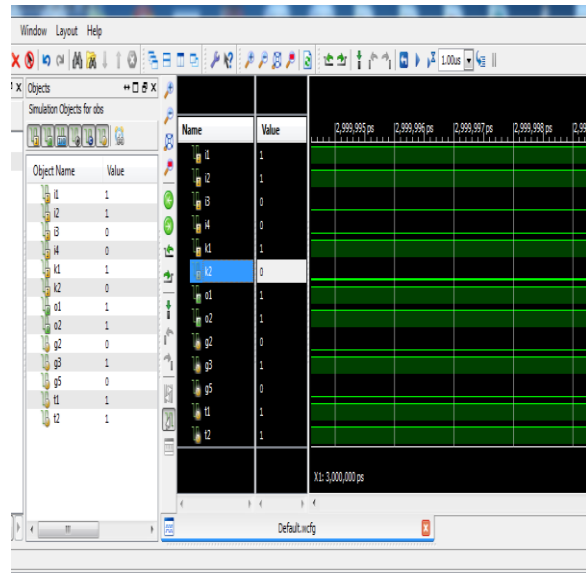 Window Layout Help
1.00us
Objects
Simulation Objects for obs
Object Name Value
i1 1
i2 1
i3 0
i4 0
k1 1
k2 0
o1 1
o2 1
g2 0
g3 1
g5 0
t1 1
t2 1
Name Value
2,999,995 ps 2,999,996 ps 2,999,997 ps 2,999,998 ps 2,99
i1 1
i2 1
i3 0
i4 0
k1 1
k2 0
o1 1
o2 1
g2 0
g3 1
g5 0
t1 1
t2 1
X1: 3,000,000 ps
Default.wcfg